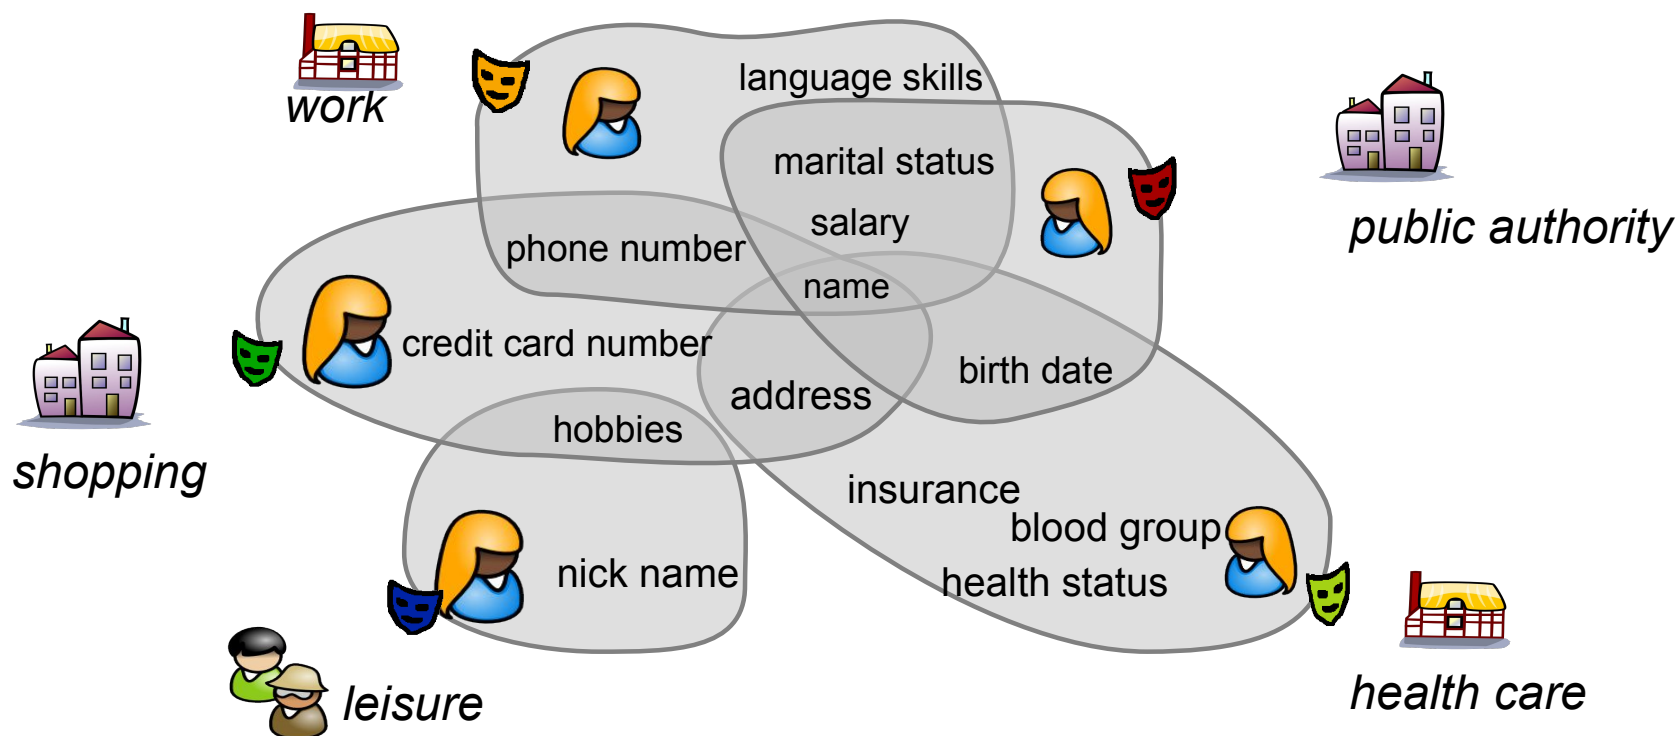 language skills
work
marital status
salary
public authority
phone number
name
credit card number
birth date
address
hobbies
shopping
insurance
blood group
nick name
health status
leisure
health care